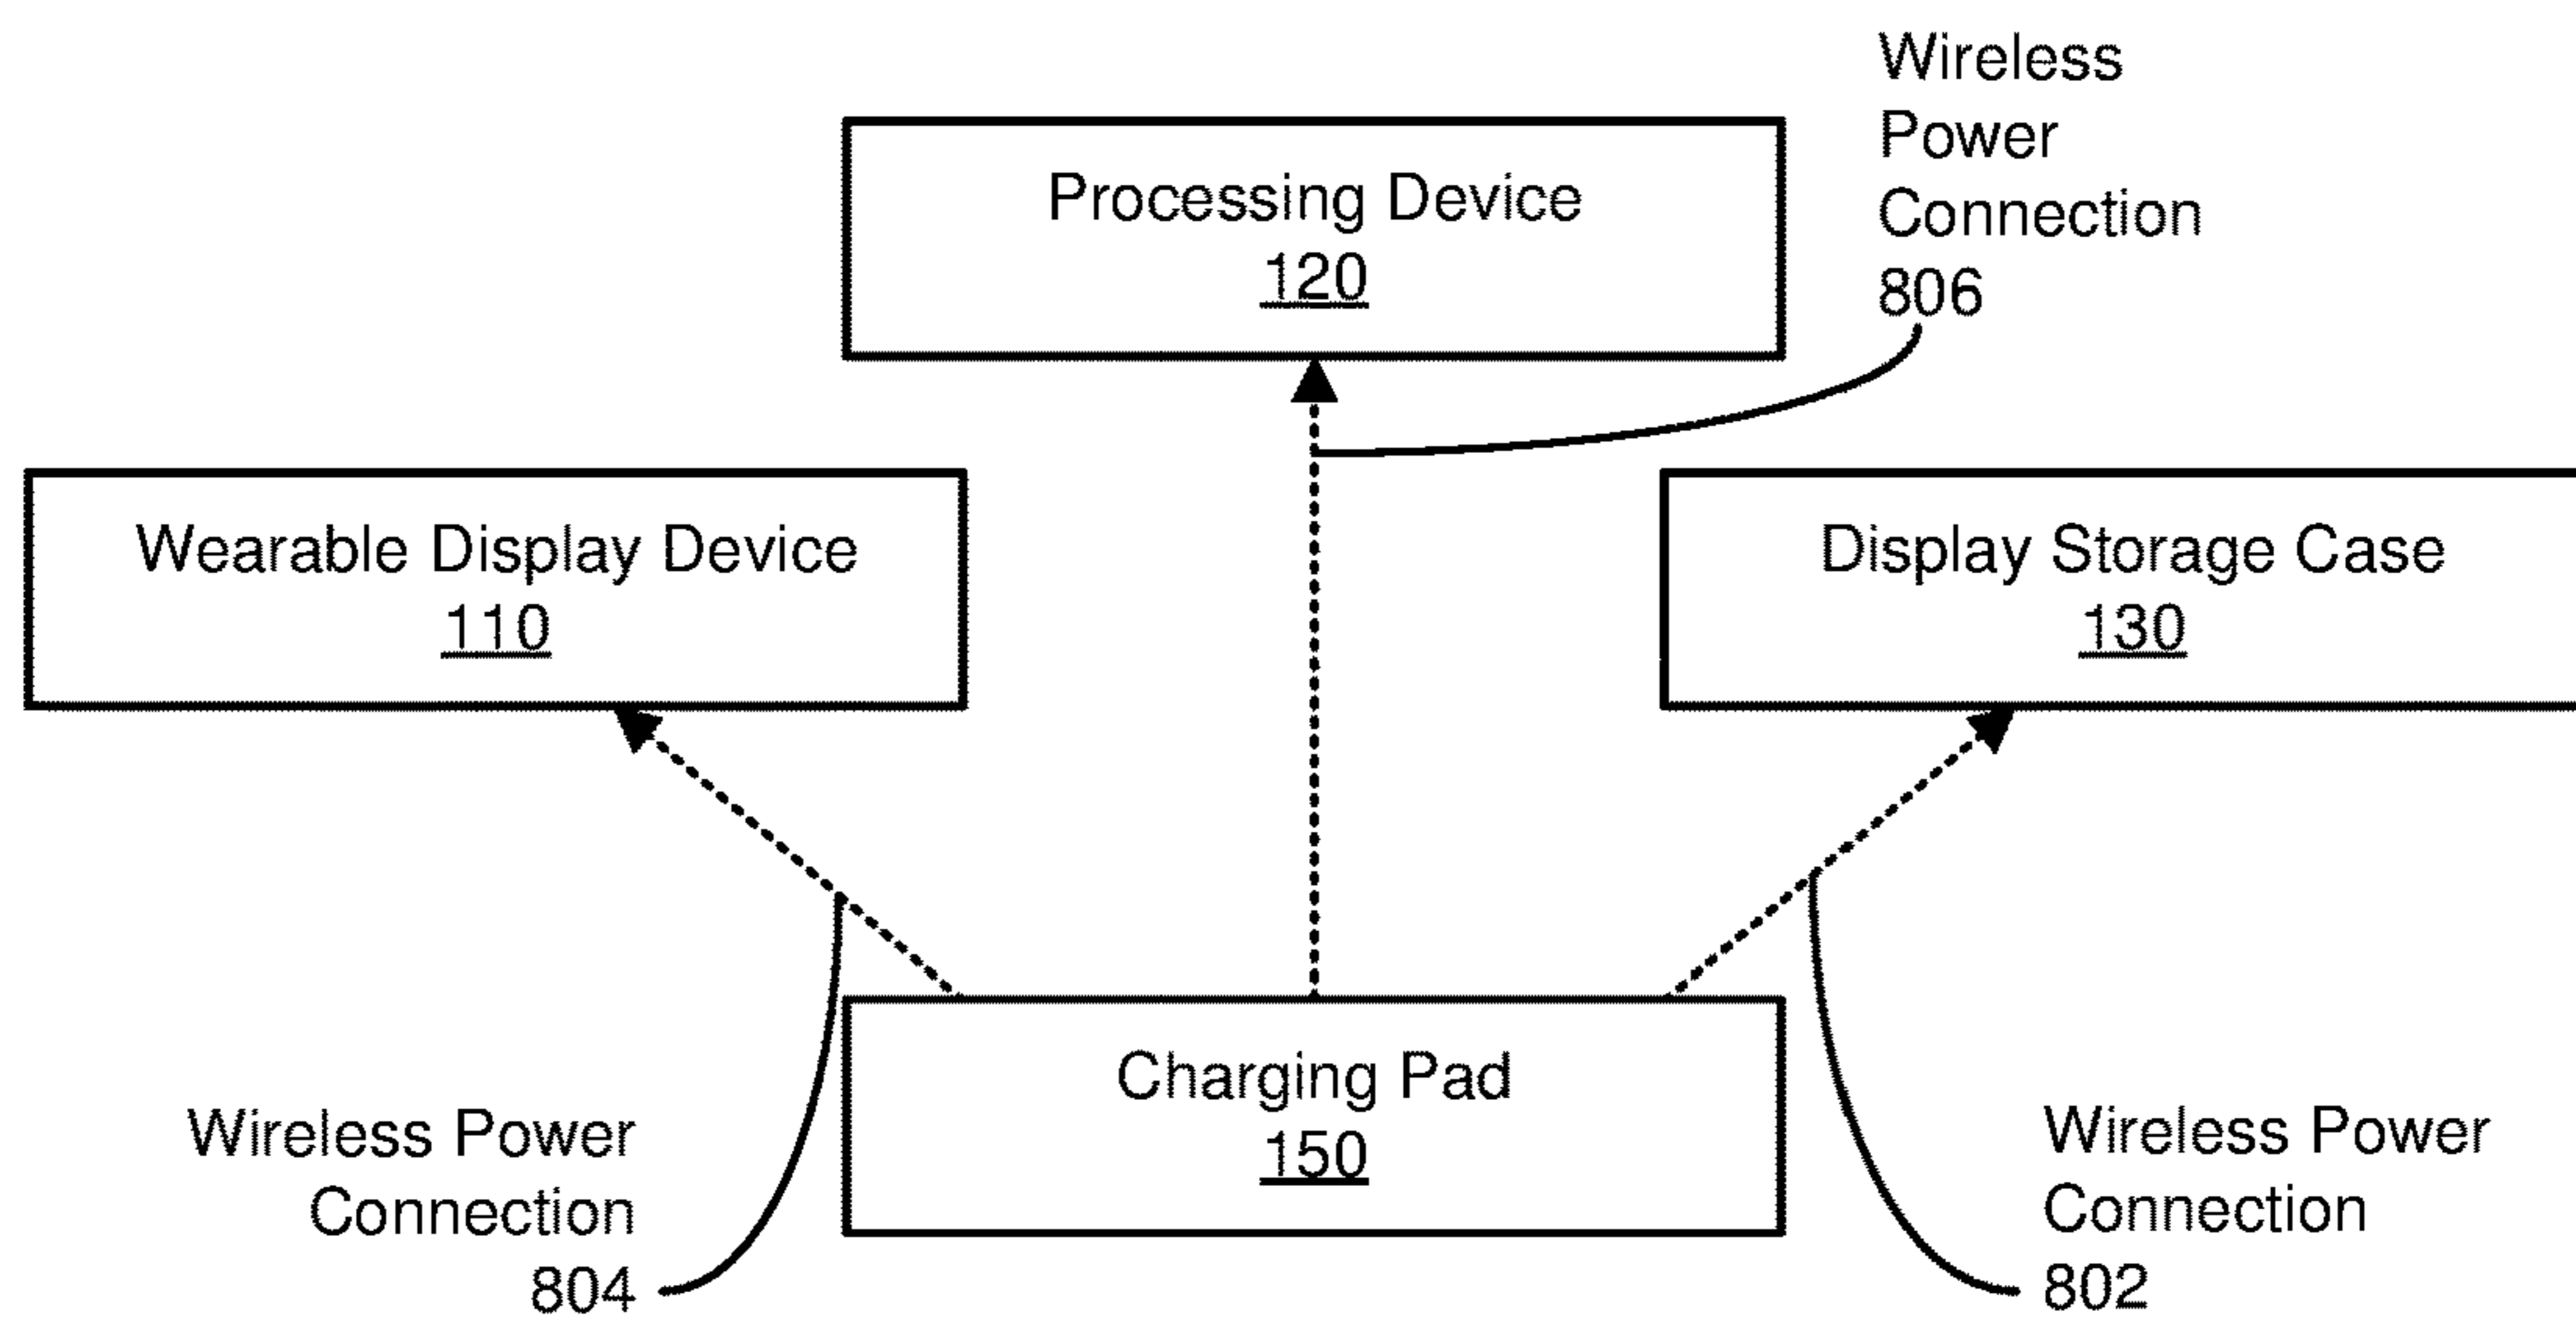 Wireless
Power
Connection
806
Processing Device
120
Wearable Display Device
110
Display Storage Case
130
Charging Pad
150
Wireless Power
Connection
804
Wireless Power
Connection
802